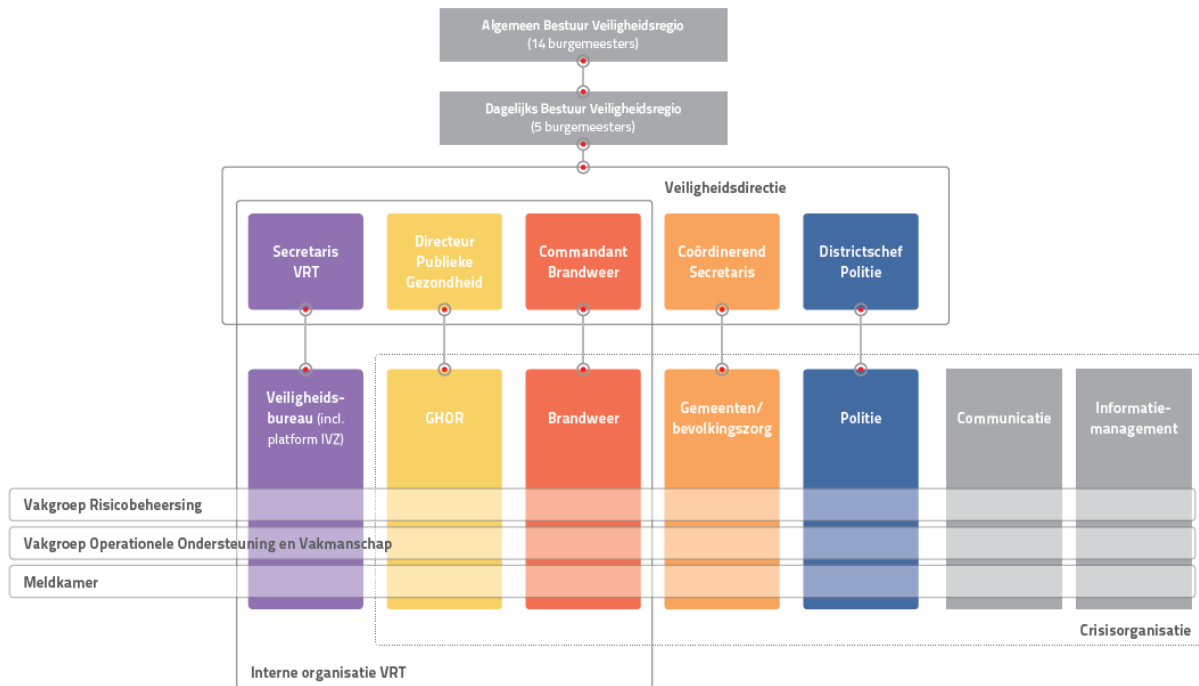 Algemeen Bestuur Veiligheidsregio
(14 burgemeesters)
Dagelijks Bestuur Veiligheidsregio
(5 burgemeesters)
Veiligheidsdirectie
Secretaris
VRT
Directeur
Publieke
Gezondheid
Commandant
Brandweer
Coördinerend
Secretaris
Districtschef
Politie
Veiligheids-
bureau (incl.
platform IVZ)
GHOR
Brandweer
Gemeenten/
bevolkingszorg
Politie
Communicatie
Informatie-
management
Vakgroep Risicobeheersing
Vakgroep Operationele Ondersteuning en Vakmanschap
Meldkamer
Crisisorganisatie
Interne organisatie VRT